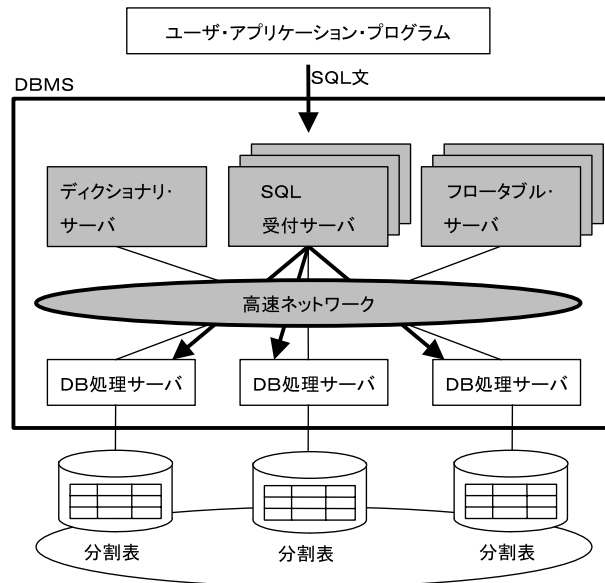 ユーザ・アプリケーション・プログラム
SQL文
DBMS
ディクショナリ・
サーバ
SQL
受付サーバ
フロータブル・
サーバ
高速ネットワーク
DB処理サーバ
DB処理サーバ
DB処理サーバ
分割表
分割表
分割表